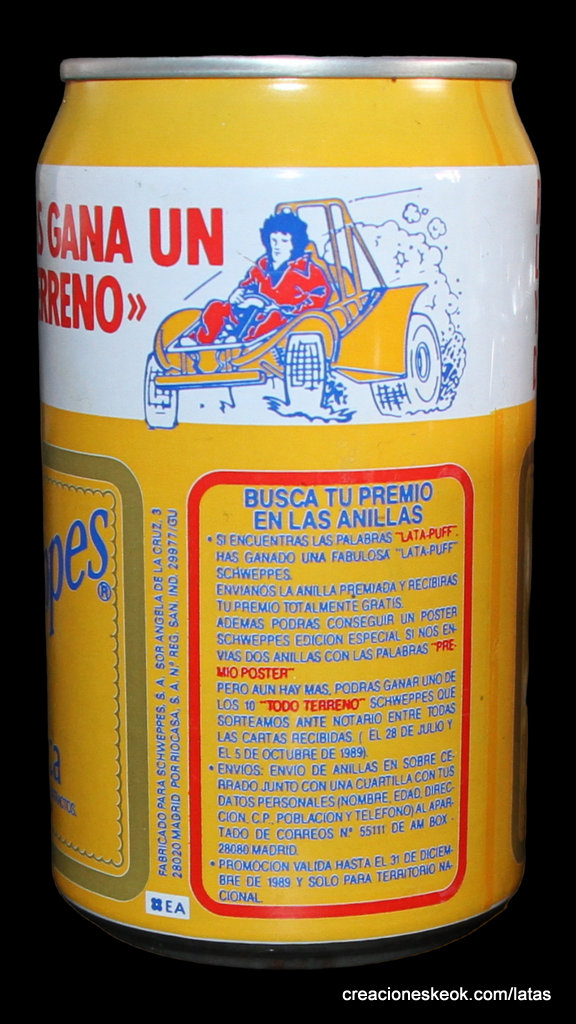 S GANA UN
RRENO»
ppes®
BUSCA TU PREMIO
EN LAS ANILLAS
• SI ENCUENTRAS LAS PALABRAS "LATA-PUFF".
HAS GANADO UNA FABULOSA "LATA-PUFF"
SCHWEPPES.
ENVIANOS LA ANILLA PREMIADA Y RECIBIRAS
TU PREMIO TOTALMENTE GRATIS.
ADEMAS PODRAS CONSEGUIR UN POSTER
SCHWEPPES EDICION ESPECIAL SI NOS EN-
VIAS DOS ANILLAS CON LAS PALABRAS "PRE-
MIO POSTER"
PERO AUN HAY MAS, PODRAS GANAR UNO DE
LOS 10 "TODO TERRENO" SCHWEPPES QUE
SORTEAMOS ANTE NOTARIO ENTRE TODAS
LAS CARTAS RECIBIDAS ( EL 28 DE JULIO Y
EL 5 DE OCTUBRE DE 1989).
• ENVIOS: ENVIO DE ANILLAS EN SOBRE CE-
RRADO JUNTO CON UNA CUARTILLA CON TUS
DATOS PERSONALES (NOMBRE, EDAD, DIREC-
CION, C.P., POBLACION Y TELEFONO) AL APAR-
TADO DE CORREOS Nº 55111 DE AM BOX -
28080 MADRID.
• PROMOCION VALIDA HASTA EL 31 DE DICIEM-
BRE DE 1989 Y SOLO PARA TERRITORIO NA-
CIONAL.
FABRICADO PARA SCHWEPPES, S.A. SOR ANGELA DE LA CRUZ, 3
28020 MADRID POR RIOCASA, S.A. Nº REG. SAN. IND. 29977/GU
EA
creacioneskeok.com/latas